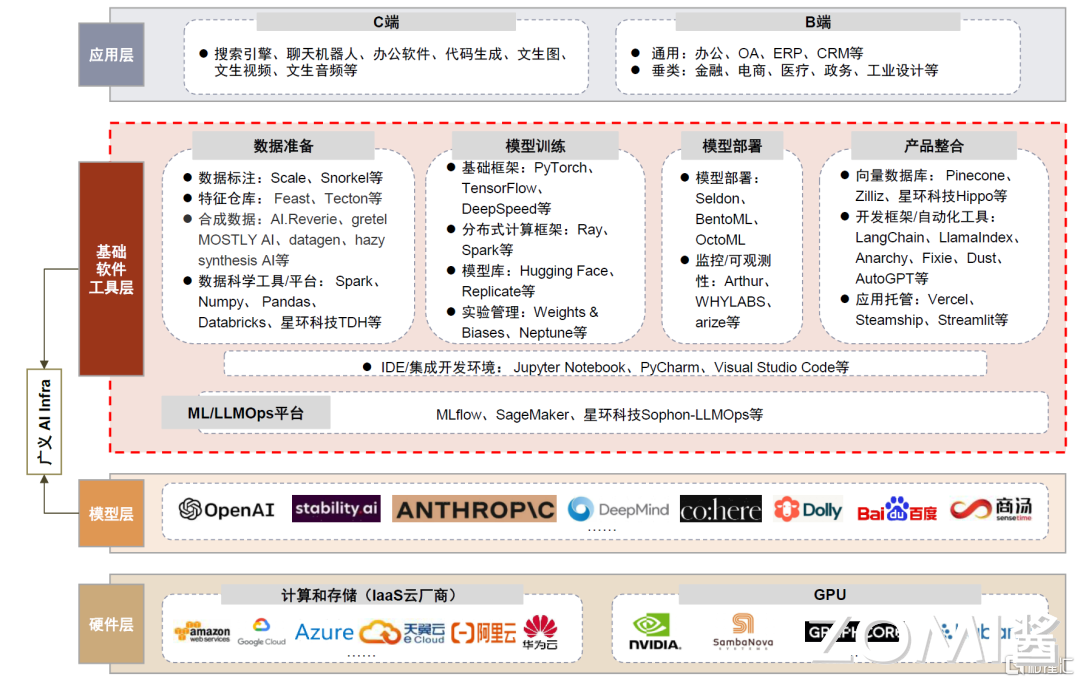 C端
B端
应用层
● 搜索引擎、聊天机器人、办公软件、代码生成、文生图、
文生视频、文生音频等
● 通用：办公、OA、ERP、CRM等
● 垂类：金融、电商、医疗、政务、工业设计等
基础
软件
工具层
数据准备
● 数据标注：Scale、Snorkel等
● 特征仓库： Feast、Tecton等
● 合成数据：AI.Reverie、gretel
MOSTLY AI、datagen、hazy
synthesis AI等
● 数据科学工具/平台： Spark、
Numpy、 Pandas、
Databricks、星环科技TDH等
模型训练
● 基础框架：PyTorch、
TensorFlow、
DeepSpeed等
● 分布式计算框架：Ray、
Spark等
● 模型库：Hugging Face、
Replicate等
● 实验管理：Weights &
Biases、Neptune等
模型部署
● 模型部署：
Seldon、
BentoML、
OctoML
● 监控/可观测
性：Arthur、
WHYLABS、
arize等
产品整合
● 向量数据库： Pinecone、
Zilliz、星环科技Hippo等
● 开发框架/自动化工具：
LangChain、LlamaIndex、
Anarchy、Fixie、Dust、
AutoGPT等
● 应用托管：Vercel、
Steamship、Streamlit等
● IDE/集成开发环境： Jupyter Notebook、PyCharm、Visual Studio Code等
ML/LLMOps平台
MLflow、SageMaker、星环科技Sophon-LLMOps等
广义 AI Infra
模型层
OpenAI
stability.ai
ANTHROP\C
DeepMind
co:here
Dolly
Bai du 百度
商汤
sensetime
......
硬件层
计算和存储（IaaS云厂商）
amazon
web services
Google Cloud
Azure
天翼云
e Cloud
阿里云
华为云
......
GPU
NVIDIA.
SambaNova
SYSTEMS
GRAPHCORE
ZOMI酱